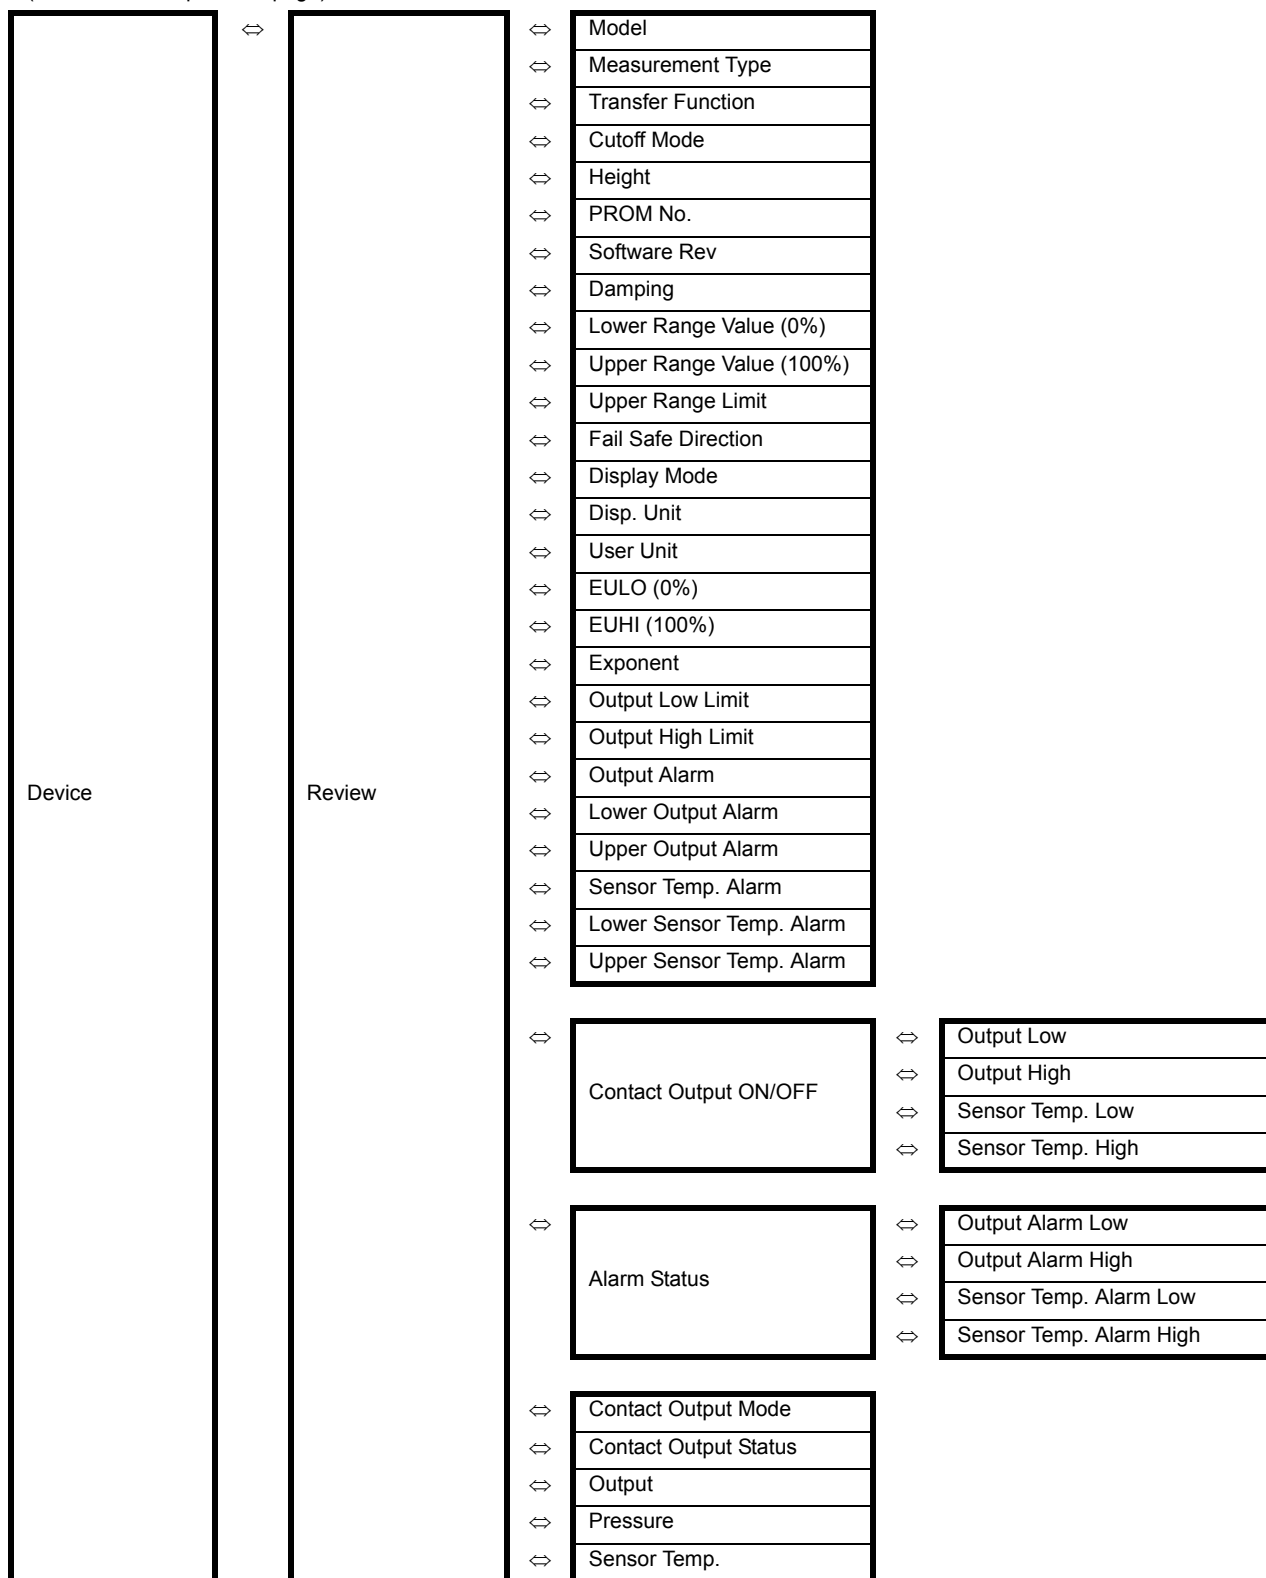 Device
Review
⇔ ⇔ Model
⇔ Measurement Type
⇔ Transfer Function
⇔ Cutoff Mode
⇔ Height
⇔ PROM No.
⇔ Software Rev
⇔ Damping
⇔ Lower Range Value (0%)
⇔ Upper Range Value (100%)
⇔ Upper Range Limit
⇔ Fail Safe Direction
⇔ Display Mode
⇔ Disp. Unit
⇔ User Unit
⇔ EULO (0%)
⇔ EUHI (100%)
⇔ Exponent
⇔ Output Low Limit
⇔ Output High Limit
⇔ Output Alarm
⇔ Lower Output Alarm
⇔ Upper Output Alarm
⇔ Sensor Temp. Alarm
⇔ Lower Sensor Temp. Alarm
⇔ Upper Sensor Temp. Alarm
⇔ Contact Output ON/OFF
⇔ Output Low
⇔ Output High
⇔ Sensor Temp. Low
⇔ Sensor Temp. High
⇔ Alarm Status
⇔ Output Alarm Low
⇔ Output Alarm High
⇔ Sensor Temp. Alarm Low
⇔ Sensor Temp. Alarm High
⇔ Contact Output Mode
⇔ Contact Output Status
⇔ Output
⇔ Pressure
⇔ Sensor Temp.